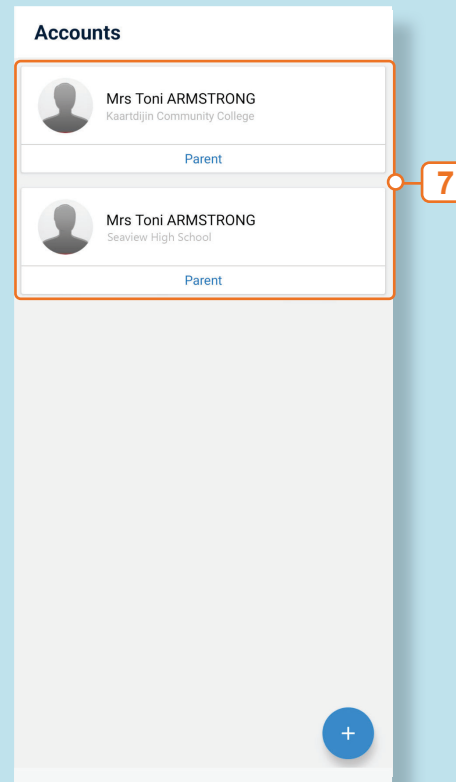 Accounts
Mrs Toni ARMSTRONG
Kaartdijin Community College
Parent
7
Mrs Toni ARMSTRONG
Seaview High School
Parent
+